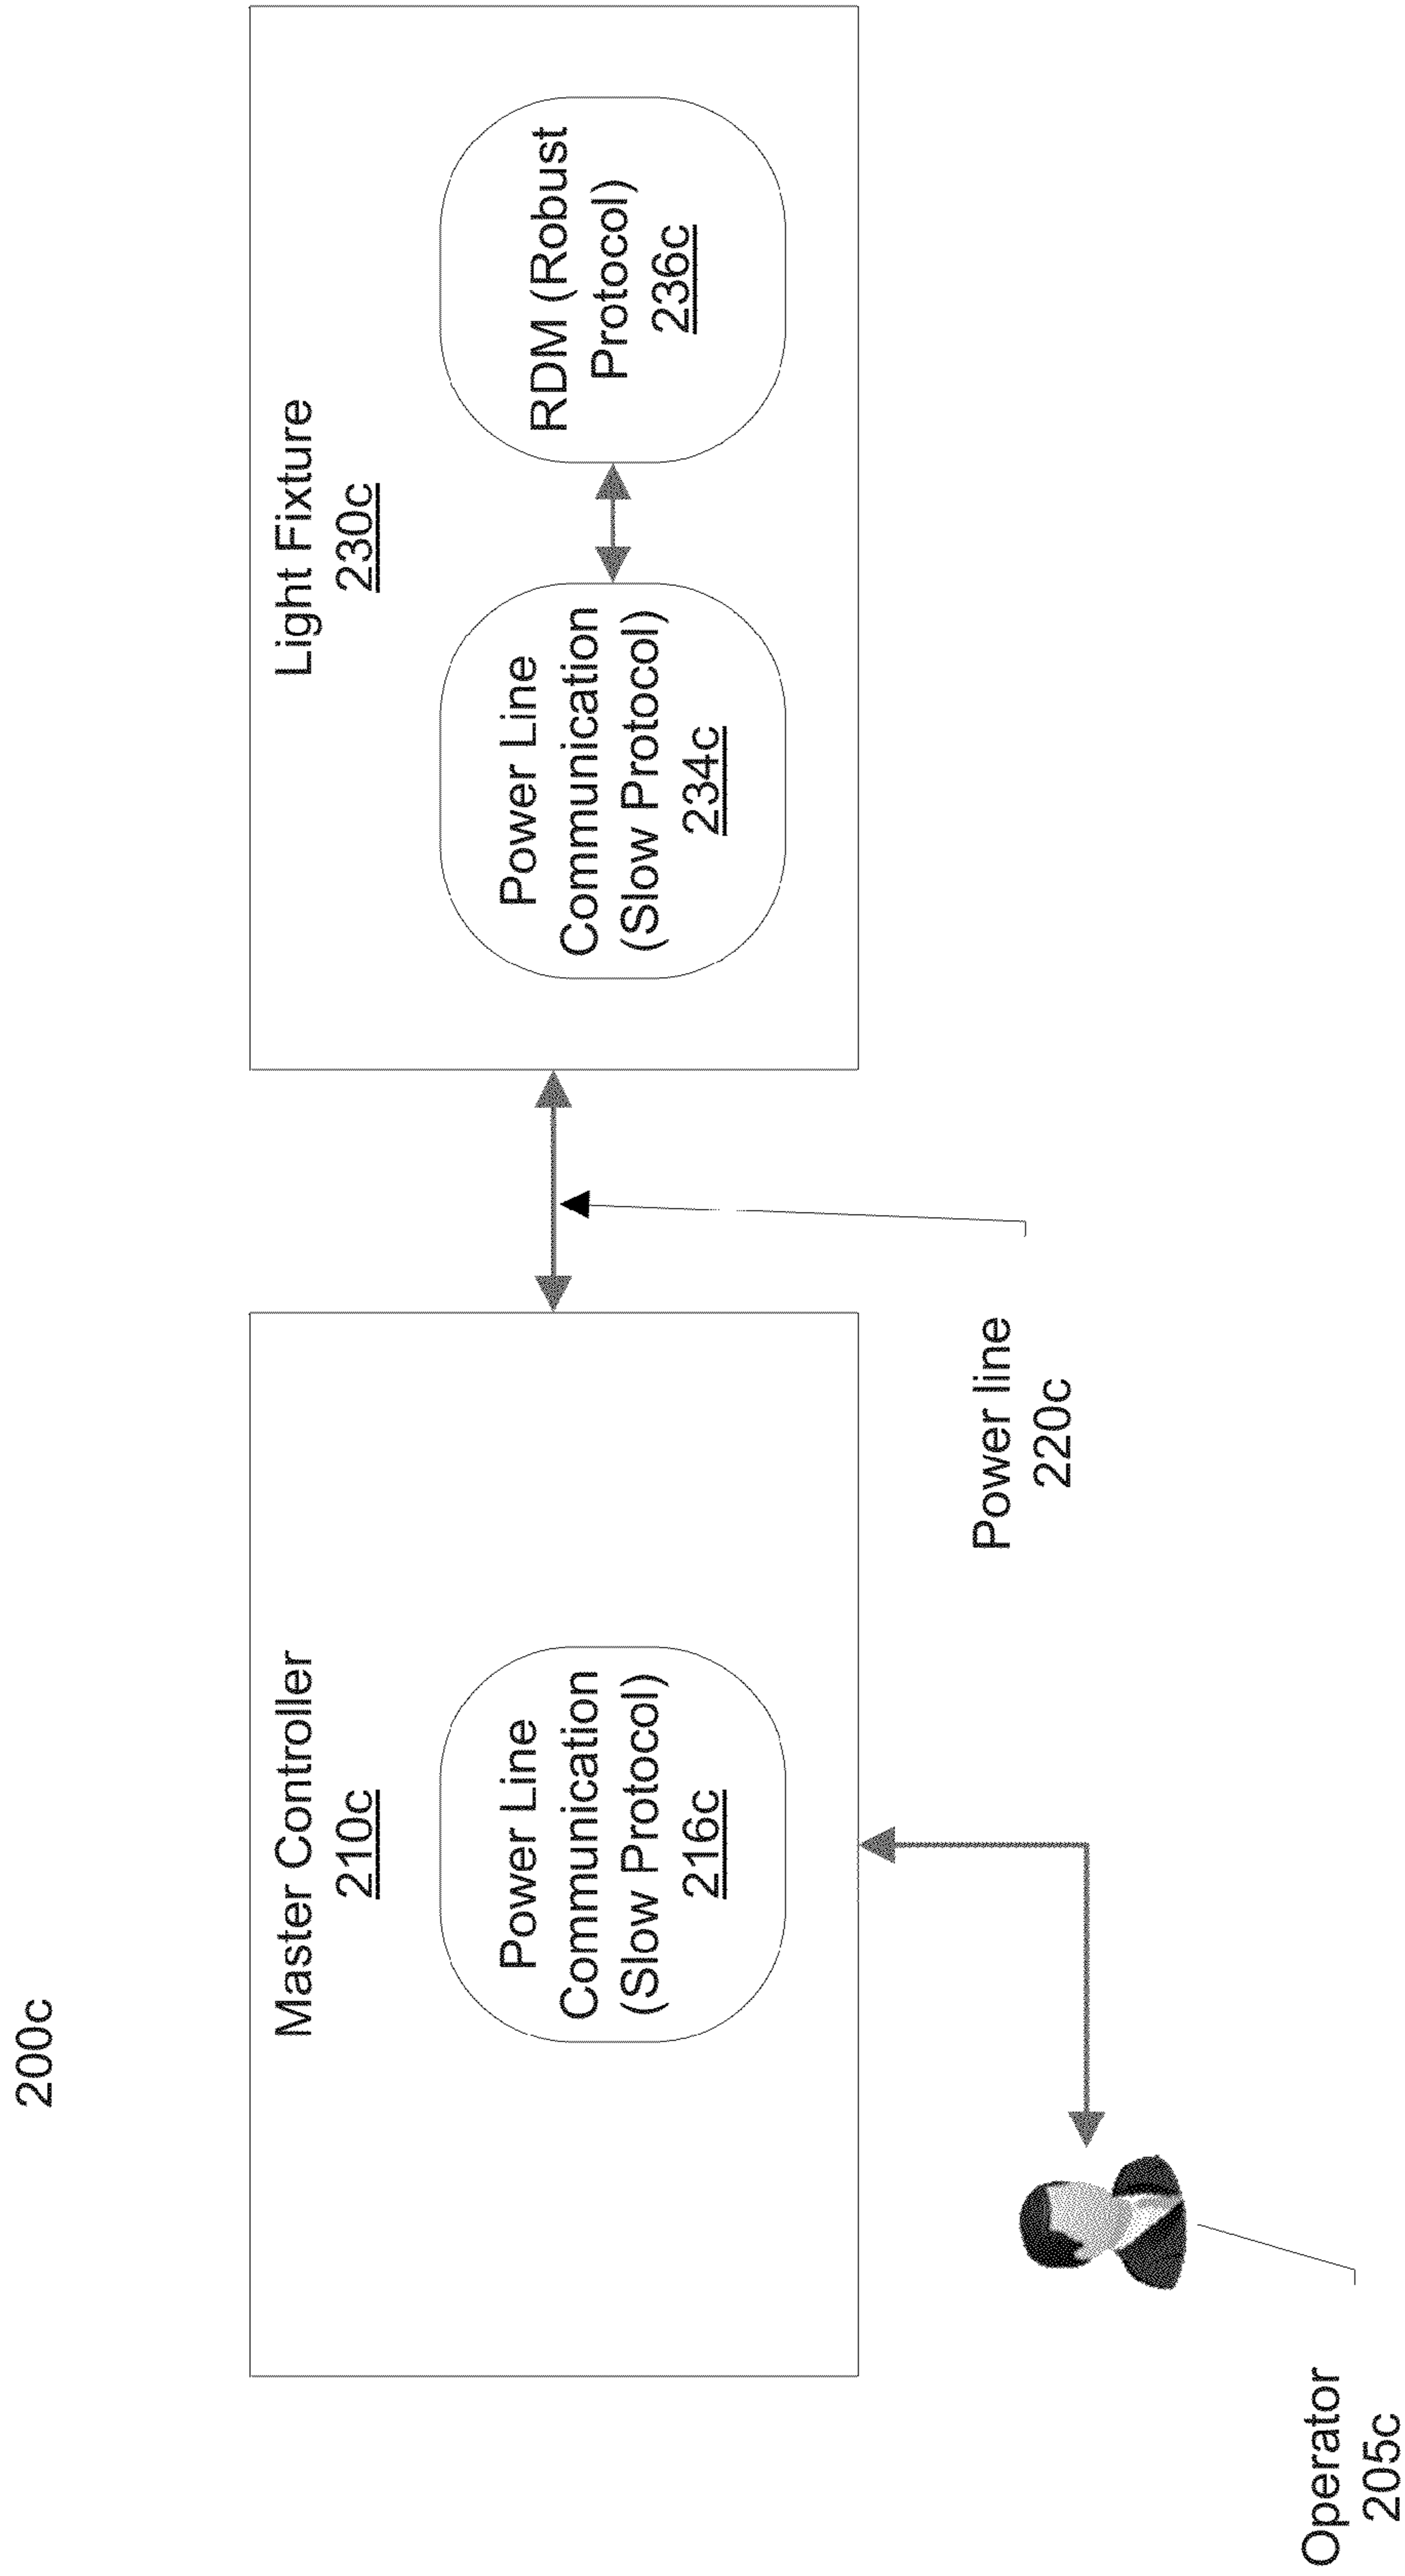 200c
Master Controller
210c
Power Line
Communication
(Slow Protocol)
216c
Light Fixture
230c
Power Line
Communication
(Slow Protocol)
234c
RDM (Robust
Protocol)
236c
Power line
220c
Operator
205c